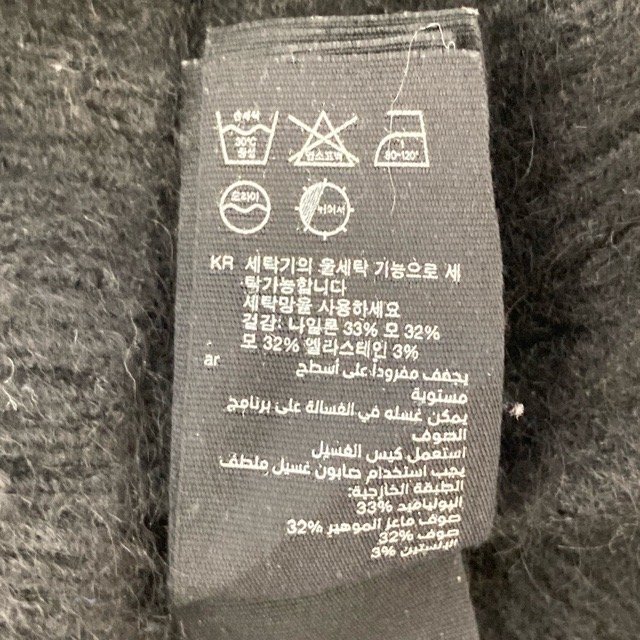 KR 세탁기의 울세탁 기능으로 세
탁가능합니다
세탁망을 사용하세요
겉감: 나일론 33% 모 32%
모 32% 엘라스테인 3%
ar
يجفف مفروداً على أسطح
مستوية
يمكن غسله في الغسالة على برنامج
الصوف
استعمل كيس الغسيل
يجب استخدام صابون غسيل ملطف
الطبقة الخارجية:
البولياميد 33%
صوف ماعز الموهير 32%
صوف 32%
3%